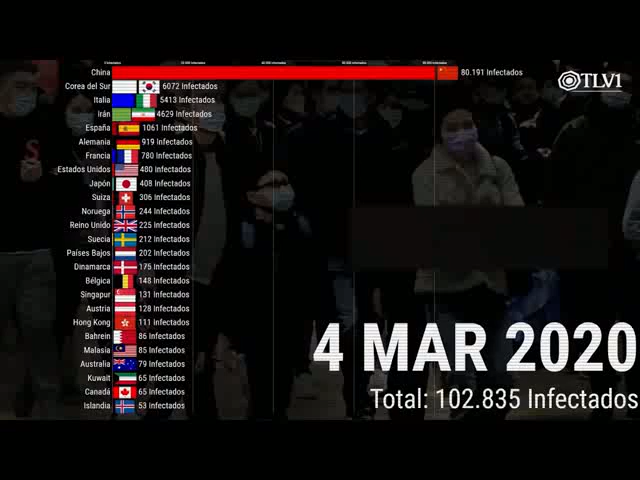 TLV1
China 80.191 Infectados
Corea del Sur 6072 Infectados
Italia 5413 Infectados
Irán 4629 Infectados
España 1061 Infectados
Alemania 919 Infectados
Francia 780 Infectados
Estados Unidos 480 Infectados
Japón 408 Infectados
Suiza 306 Infectados
Noruega 244 Infectados
Reino Unido 225 Infectados
Suecia 212 Infectados
Países Bajos 202 Infectados
Dinamarca 175 Infectados
Bélgica 148 Infectados
Singapur 131 Infectados
Austria 128 Infectados
Hong Kong 111 Infectados
Bahrein 86 Infectados
Malasia 85 Infectados
Australia 79 Infectados
Kuwait 65 Infectados
Canadá 65 Infectados
Islandia 53 Infectados
4 MAR 2020
Total: 102.835 Infectados